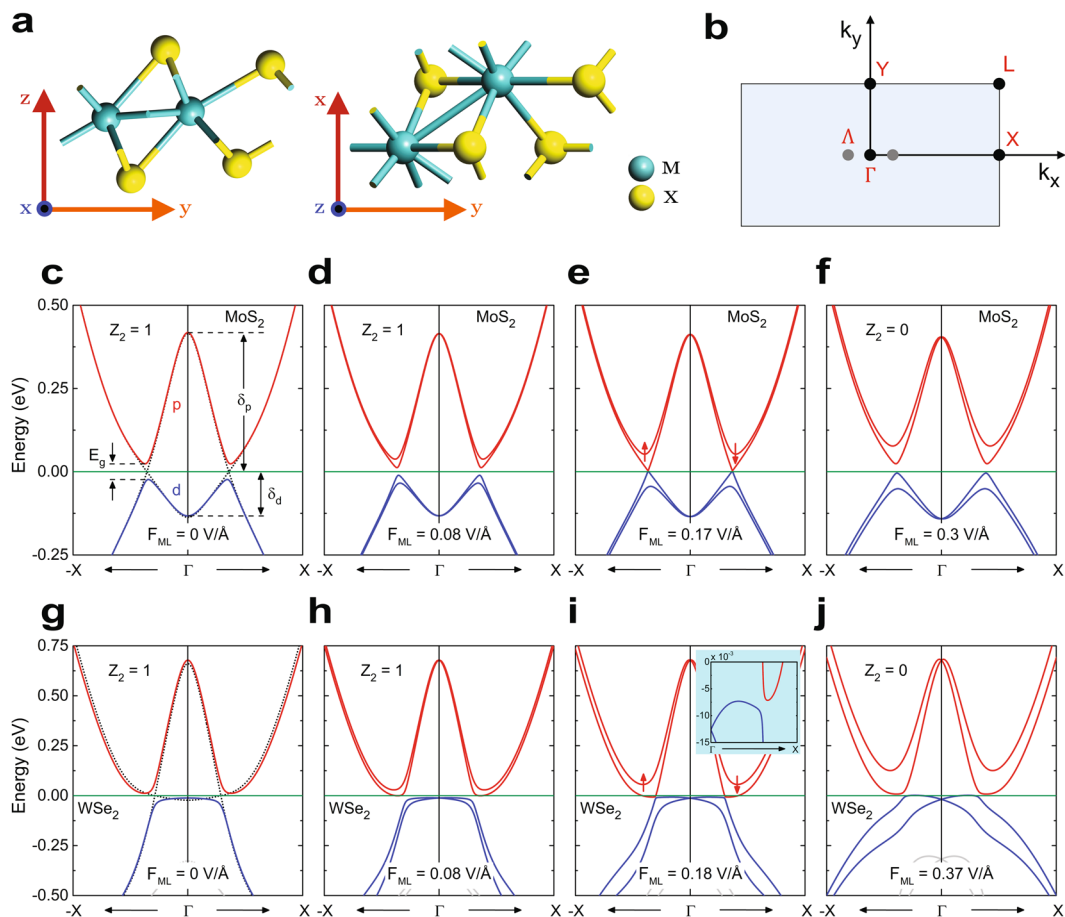 a
z
x
y
x
z
y
M
X
b
k_y
Y
L
Λ
Γ
X
k_x
c
d
e
f
Energy (eV)
0.50
0.25
0.00
-0.25
Z₂ = 1
MoS₂
p
δ_p
E_g
d
δ_d
F_ML = 0 V/Å
-X
Γ
X
Z₂ = 1
MoS₂
F_ML = 0.08 V/Å
-X
Γ
X
MoS₂
F_ML = 0.17 V/Å
-X
Γ
X
Z₂ = 0
MoS₂
F_ML = 0.3 V/Å
-X
Γ
X
g
h
i
j
Energy (eV)
0.75
0.50
0.25
0.00
-0.25
-0.50
Z₂ = 1
WSe₂
F_ML = 0 V/Å
-X
Γ
X
Z₂ = 1
WSe₂
F_ML = 0.08 V/Å
-X
Γ
X
x 10⁻³
0
-5
-10
-15
Γ
X
WSe₂
F_ML = 0.18 V/Å
-X
Γ
X
Z₂ = 0
WSe₂
F_ML = 0.37 V/Å
-X
Γ
X